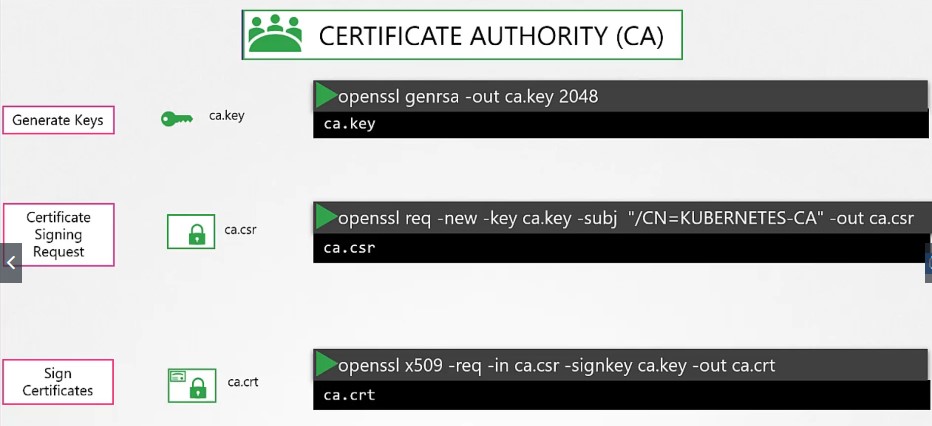 CERTIFICATE AUTHORITY (CA)
Generate Keys
ca.key
openssl genrsa -out ca.key 2048
ca.key
Certificate
Signing
Request
ca.csr
openssl req -new -key ca.key -subj "/CN=KUBERNETES-CA" -out ca.csr
ca.csr
Sign
Certificates
ca.crt
openssl x509 -req -in ca.csr -signkey ca.key -out ca.crt
ca.crt